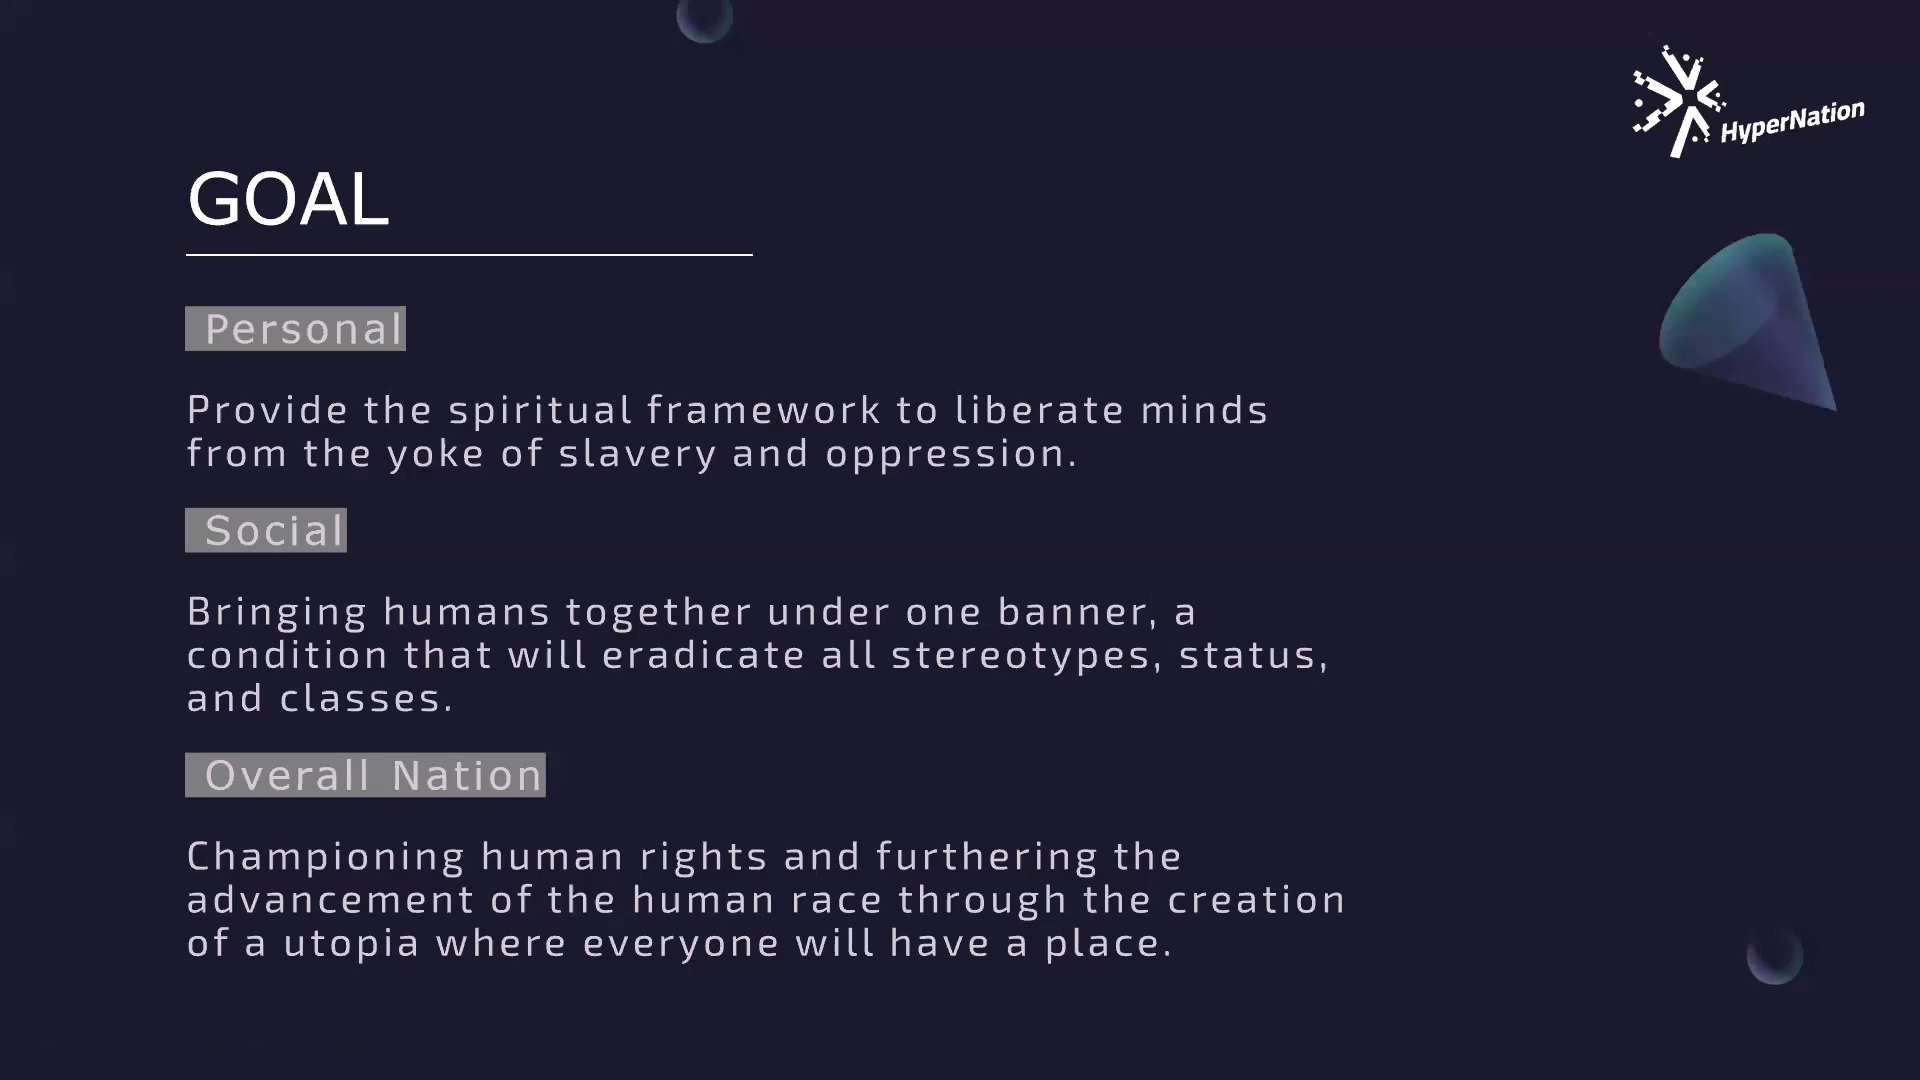 HyperNation
GOAL
Personal
Provide the spiritual framework to liberate minds
from the yoke of slavery and oppression.
Social
Bringing humans together under one banner, a
condition that will eradicate all stereotypes, status,
and classes.
Overall Nation
Championing human rights and furthering the
advancement of the human race through the creation
of a utopia where everyone will have a place.